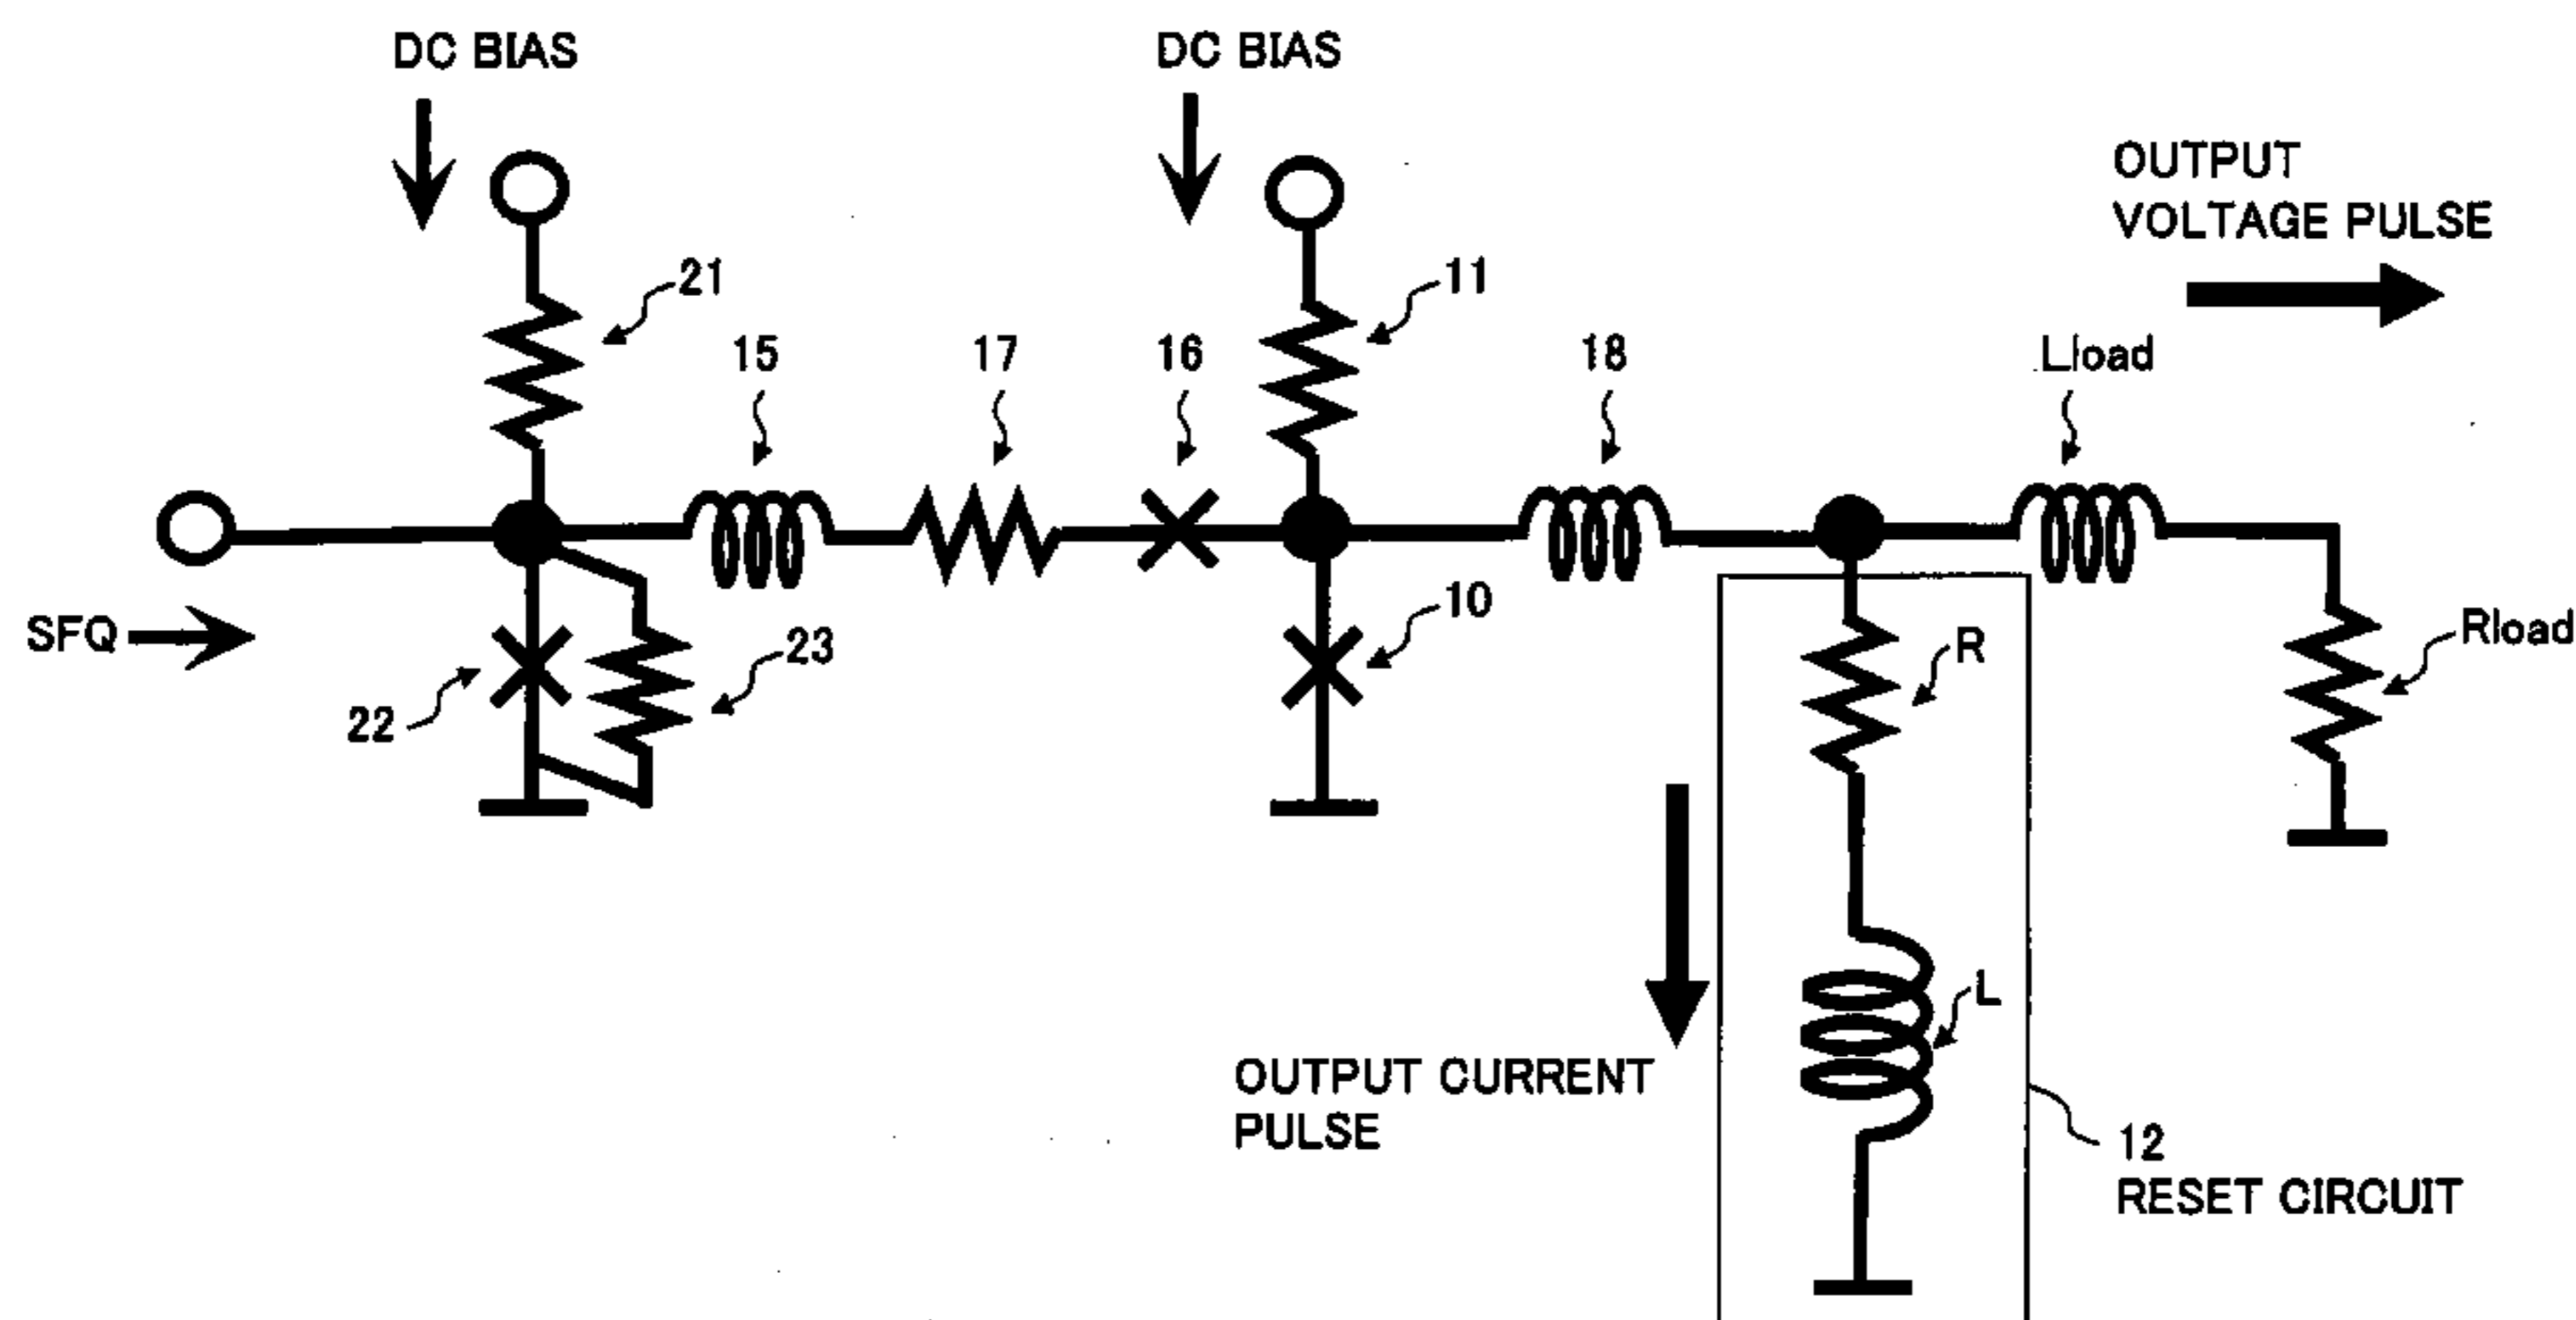 DC BIAS
DC BIAS
OUTPUT
VOLTAGE PULSE
21
11
15
17
16
18
Lload
10
SFQ
23
R
Rload
22
L
OUTPUT CURRENT
PULSE
12
RESET CIRCUIT